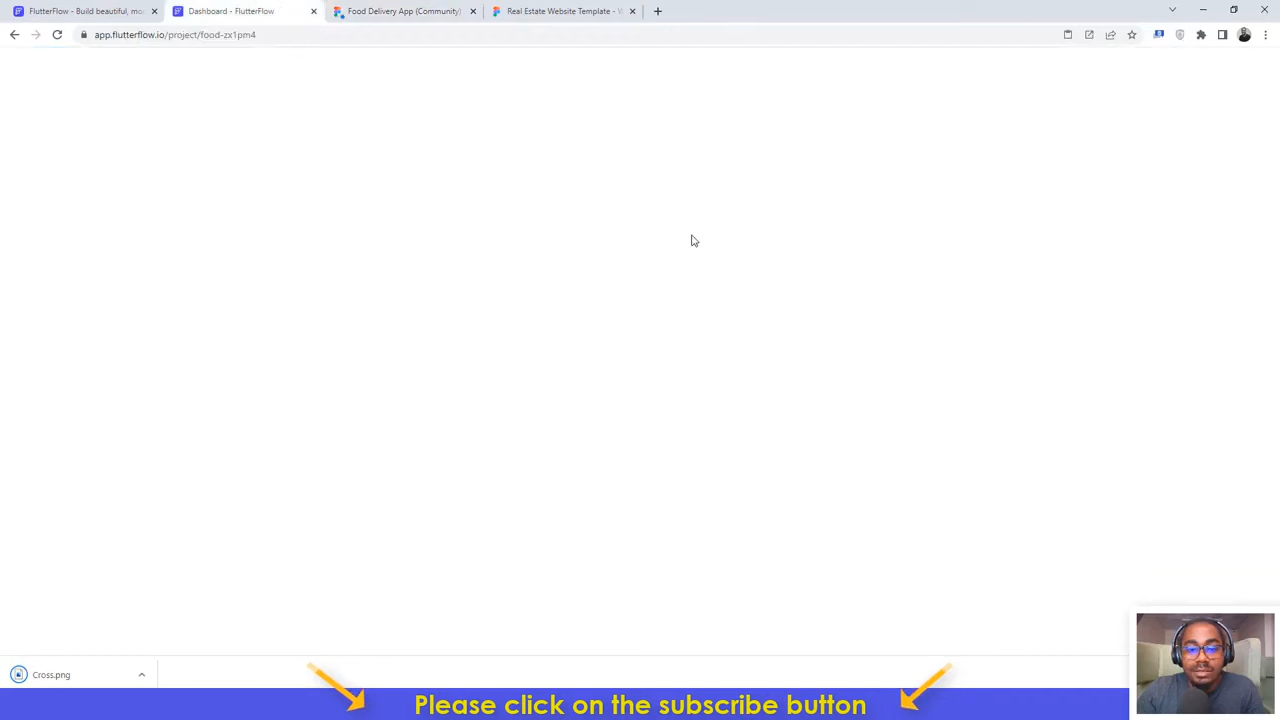 FlutterFlow - Build beautiful, mo
Dashboard - FlutterFlow
Food Delivery App (Community)
Real Estate Website Template - W
app.flutterflow.io/project/food-zx1pm4
Cross.png
Please click on the subscribe button